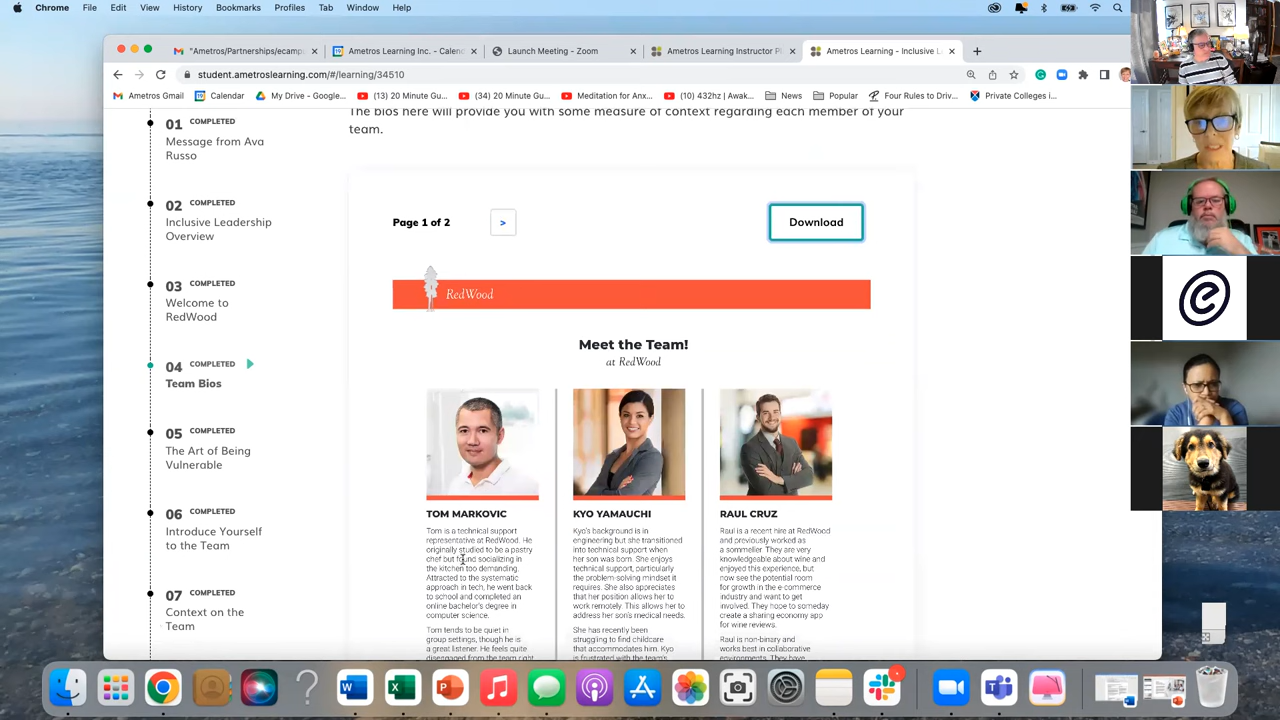 Chrome File Edit View History Bookmarks Profiles Tab Window Help
"Ametros/Partnerships/ecamp
Ametros Learning Inc. - Calen
Launch Meeting - Zoom
Ametros Learning Instructor Pl
Ametros Learning - Inclusive L
student.ametroslearning.com/#/learning/34510
Ametros Gmail
Calendar
My Drive - Google...
(13) 20 Minute Gu...
(34) 20 Minute Gu...
Meditation for Anx...
(10) 432hz | Awak...
News
Popular
Four Rules to Driv...
Private Colleges i...
01 COMPLETED
Message from Ava
Russo
02 COMPLETED
Inclusive Leadership
Overview
03 COMPLETED
Welcome to
RedWood
04 COMPLETED
Team Bios
05 COMPLETED
The Art of Being
Vulnerable
06 COMPLETED
Introduce Yourself
to the Team
07 COMPLETED
Context on the
Team
The bios here will provide you with some measure of context regarding each member of your
team.
Page 1 of 2
>
Download
RedWood
Meet the Team!
at RedWood
TOM MARKOVIC
Tom is a technical support
representative at RedWood. He
originally studied to be a pastry
chef but found socializing in
the kitchen too demanding.
Attracted to the systematic
approach in tech, he went back
to school and completed an
online bachelor's degree in
computer science.
Tom tends to be quiet in
group settings, though he is
a great listener. He feels quite
disengaged from the team right
KYO YAMAUCHI
Kyo's background is in
engineering but she transitioned
into technical support when
her son was born. She enjoys
technical support, particularly
the problem-solving mindset it
requires. She also appreciates
that her position allows her to
work remotely. This allows her to
address her son's medical needs.
She has recently been
struggling to find childcare
that accommodates him. Kyo
is frustrated with the team's
RAUL CRUZ
Raul is a recent hire at RedWood
and previously worked as
a sommelier. They are very
knowledgeable about wine and
enjoyed this experience, but
now see the potential room
for growth in the e-commerce
industry and want to get
involved. They hope to someday
create a sharing economy app
for wine reviews.
Raul is non-binary and
works best in collaborative
environments. They have